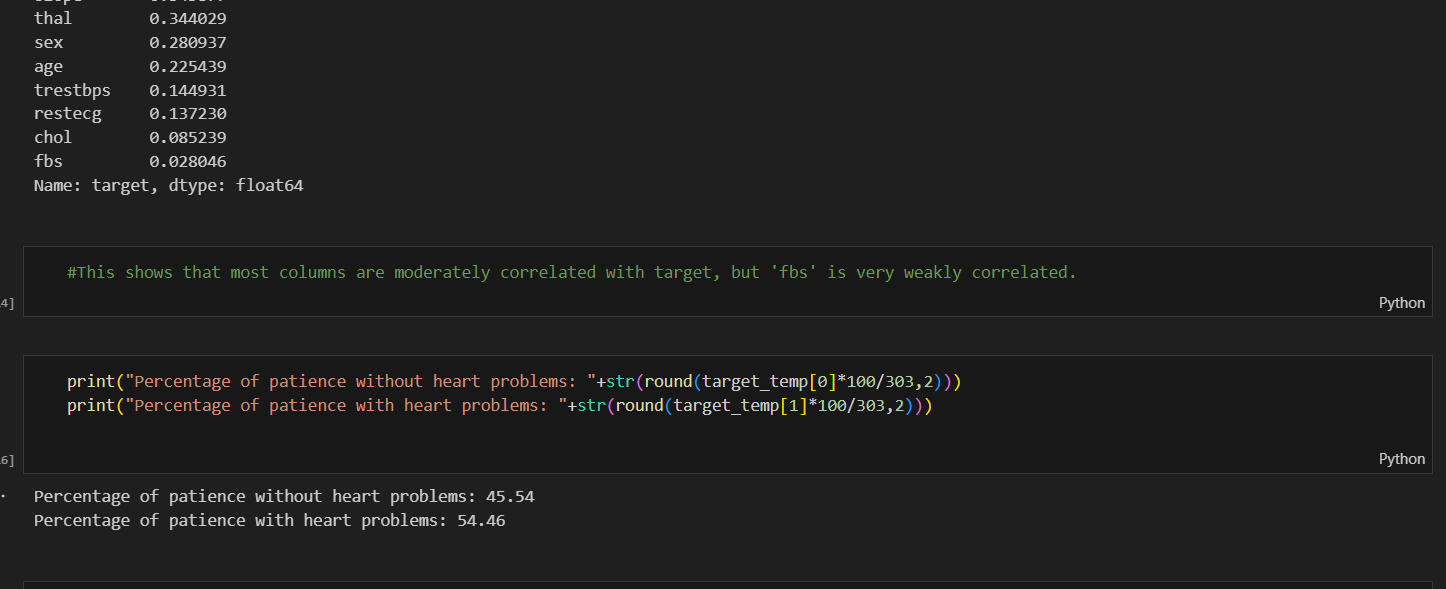 thal 0.344029
sex 0.280937
age 0.225439
trestbps 0.144931
restecg 0.137230
chol 0.085239
fbs 0.028046
Name: target, dtype: float64
#This shows that most columns are moderately correlated with target, but 'fbs' is very weakly correlated.
4]
Python
print("Percentage of patience without heart problems: "+str(round(target_temp[0]*100/303,2)))
print("Percentage of patience with heart problems: "+str(round(target_temp[1]*100/303,2)))
6]
Python
Percentage of patience without heart problems: 45.54
Percentage of patience with heart problems: 54.46